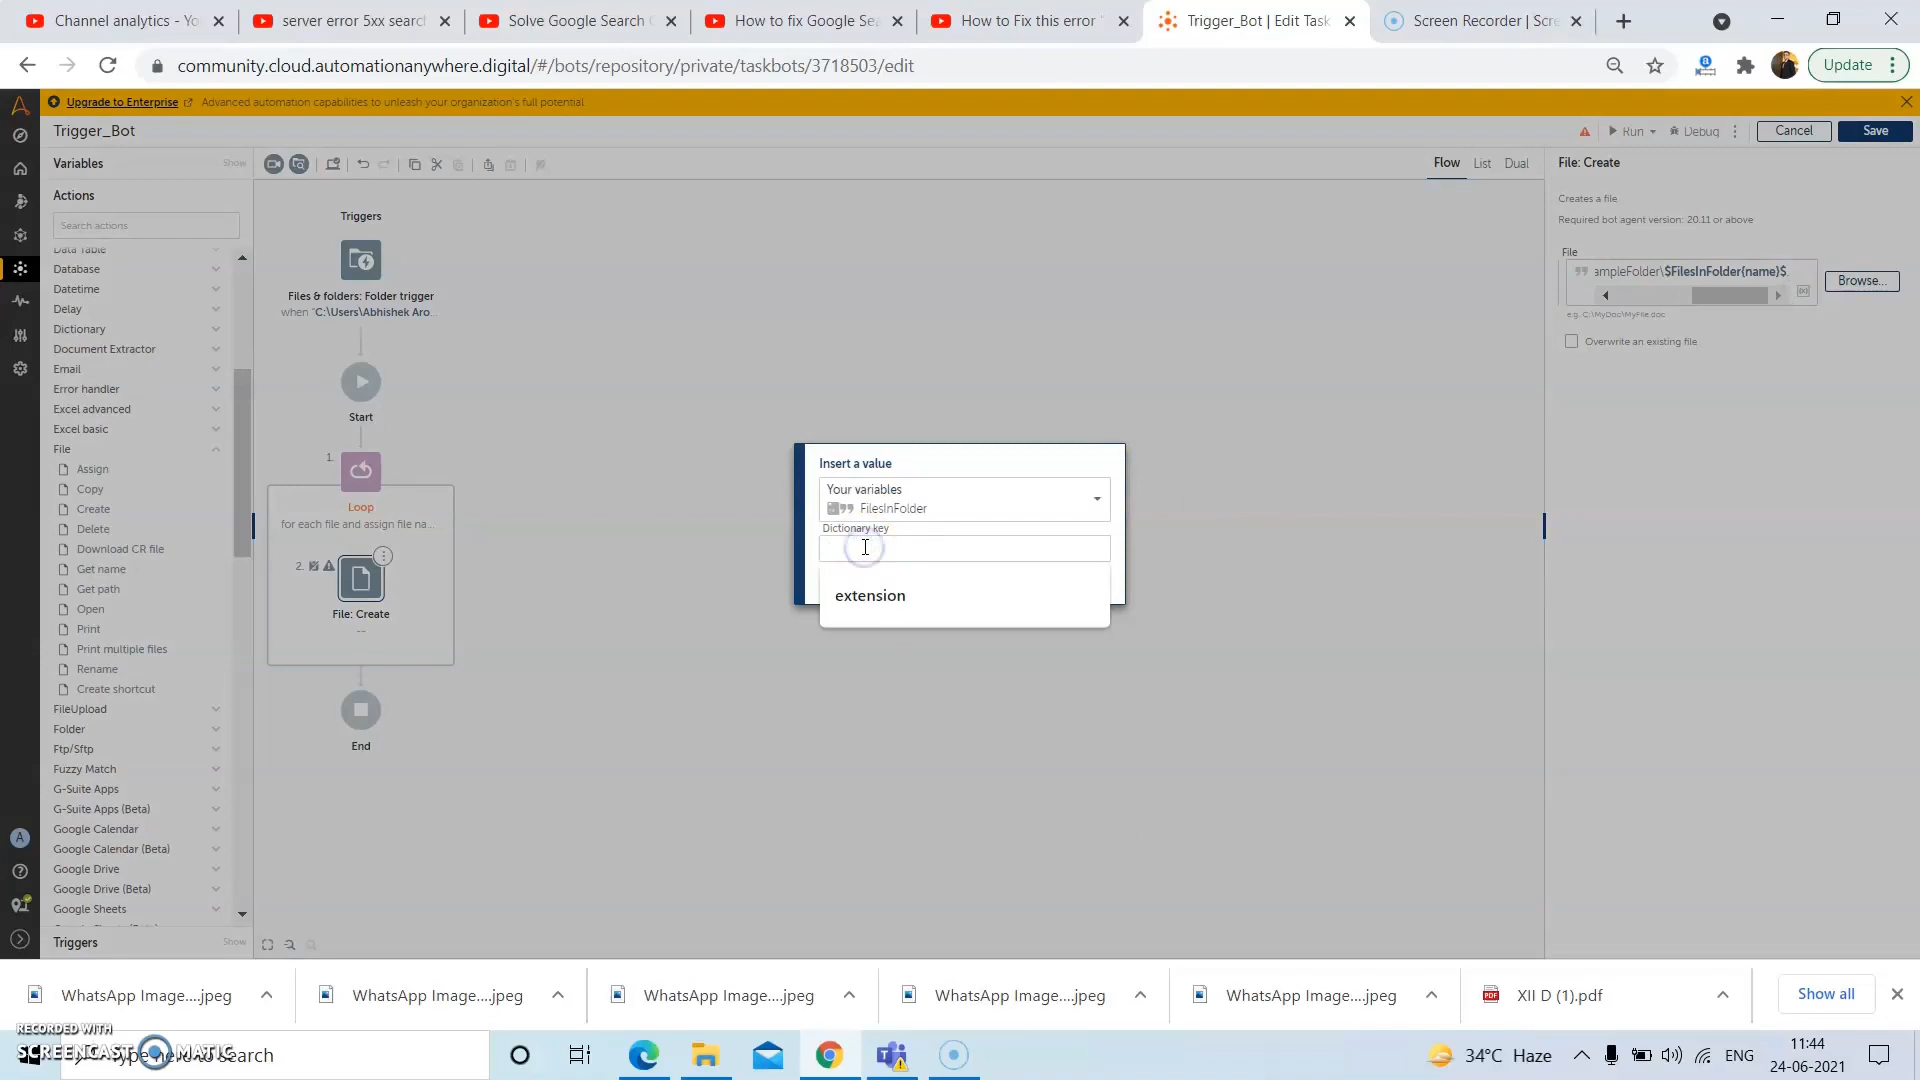 Channel analytics - Yo
server error 5xx searc
Solve Google Search
How to fix Google Sea
How to Fix this error
Trigger_Bot | Edit Task
Screen Recorder | Scre
community.cloud.automationanywhere.digital/#/bots/repository/private/taskbots/3718503/edit
Update
Upgrade to Enterprise
Advanced automation capabilities to unleash your organization's full potential
Trigger_Bot
Run
Debug
Cancel
Save
Variables
Show
Flow
List
Dual
File: Create
Actions
Search actions
Data Table
Database
Datetime
Delay
Dictionary
Document Extractor
Email
Error handler
Excel advanced
Excel basic
File
Assign
Copy
Create
Delete
Download CR file
Get name
Get path
Open
Print
Print multiple files
Rename
Create shortcut
FileUpload
Folder
Ftp/Sftp
Fuzzy Match
G-Suite Apps
G-Suite Apps (Beta)
Google Calendar
Google Calendar (Beta)
Google Drive
Google Drive (Beta)
Google Sheets
Triggers
Show
Triggers
Files & folders: Folder trigger
when "C:\Users\Abhishek Aro...
Start
1.
Loop
for each file and assign file na...
2.
File: Create
--
End
Insert a value
Your variables
FilesInFolder
Dictionary key
extension
Creates a file
Required bot agent version: 20.11 or above
File
ampleFolder\$FilesInFolder{name}$.
Browse...
e.g. C:\MyDoc\MyFile.doc
Overwrite an existing file
A
WhatsApp Image....jpeg
WhatsApp Image....jpeg
WhatsApp Image....jpeg
WhatsApp Image....jpeg
WhatsApp Image....jpeg
PDF
XII D (1).pdf
Show all
RECORDED WITH
SCREENCAST MATIC
Type here to search
34°C Haze
ENG
11:44
24-06-2021